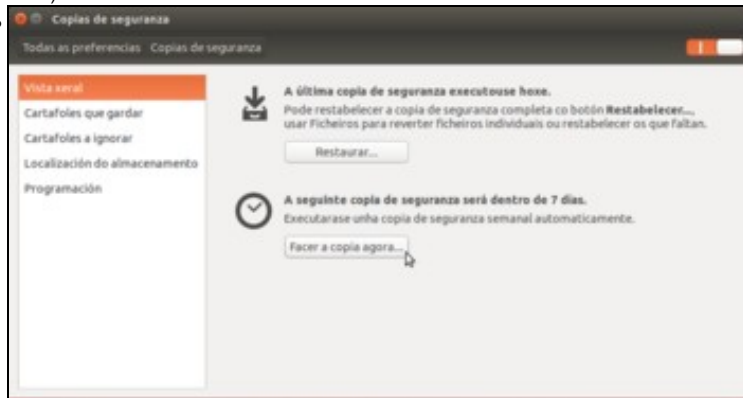 Copias de seguranza
Todas as preferencias Copias de seguranza
Vista xeral
Cartafoles que gardar
Cartafoles a ignorar
Localización do almacenamento
Programación
A última copia de seguranza executouse hoxe.
Pode restabelecer a copia de seguranza completa co botón Restabelecer...,
usar Ficheiros para reverter ficheiros individuais ou restabelecer os que faltan.
Restaurar...
A seguinte copia de seguranza será dentro de 7 días.
Executarase unha copia de seguranza semanal automaticamente.
Facer a copia agora...